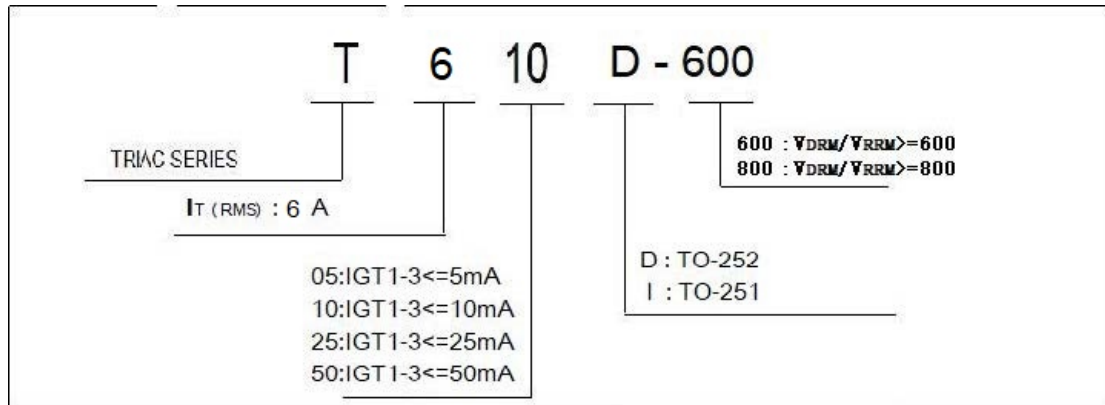 T 6 10 D - 600
TRIAC SERIES
IT (RMS) : 6 A
05:IGT1-3<=5mA
10:IGT1-3<=10mA
25:IGT1-3<=25mA
50:IGT1-3<=50mA
600 : VDRM/VRRM>=600
800 : VDRM/VRRM>=800
D : TO-252
I : TO-251